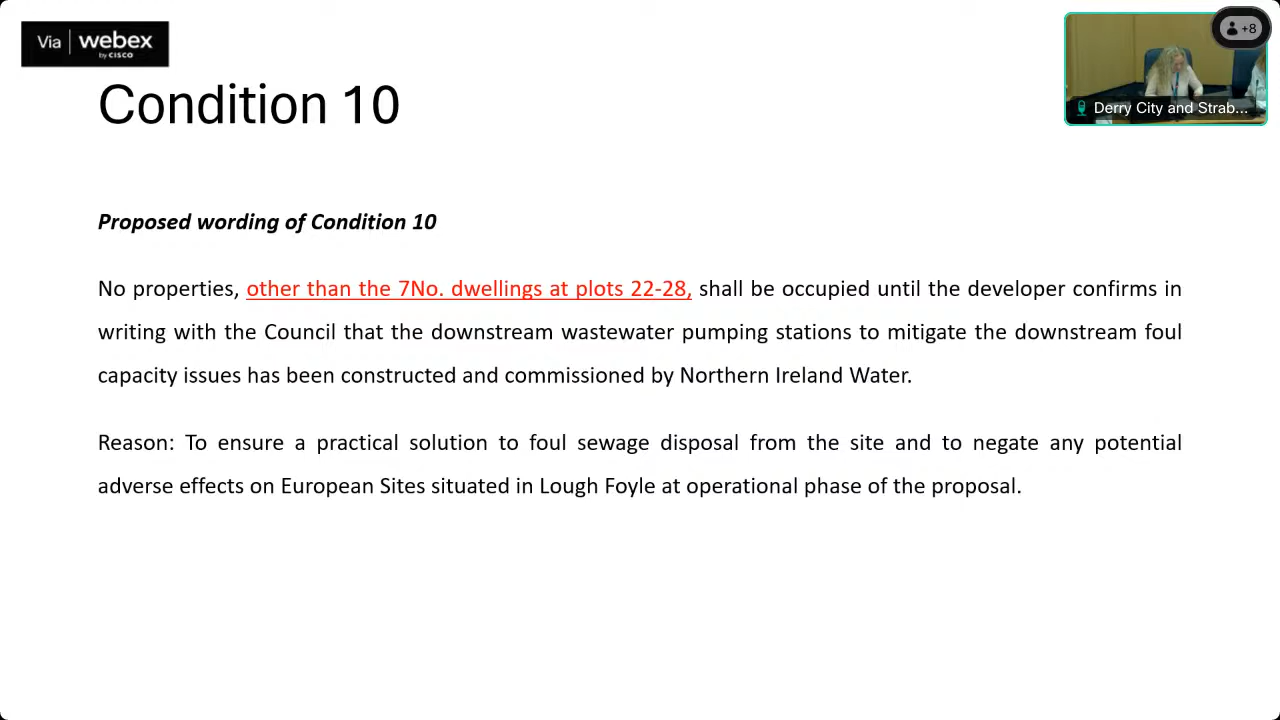 Via webex
by CISCO
+8
Condition 10
Derry City and Strab...
Proposed wording of Condition 10
No properties, other than the 7No. dwellings at plots 22-28, shall be occupied until the developer confirms in
writing with the Council that the downstream wastewater pumping stations to mitigate the downstream foul
capacity issues has been constructed and commissioned by Northern Ireland Water.
Reason: To ensure a practical solution to foul sewage disposal from the site and to negate any potential
adverse effects on European Sites situated in Lough Foyle at operational phase of the proposal.